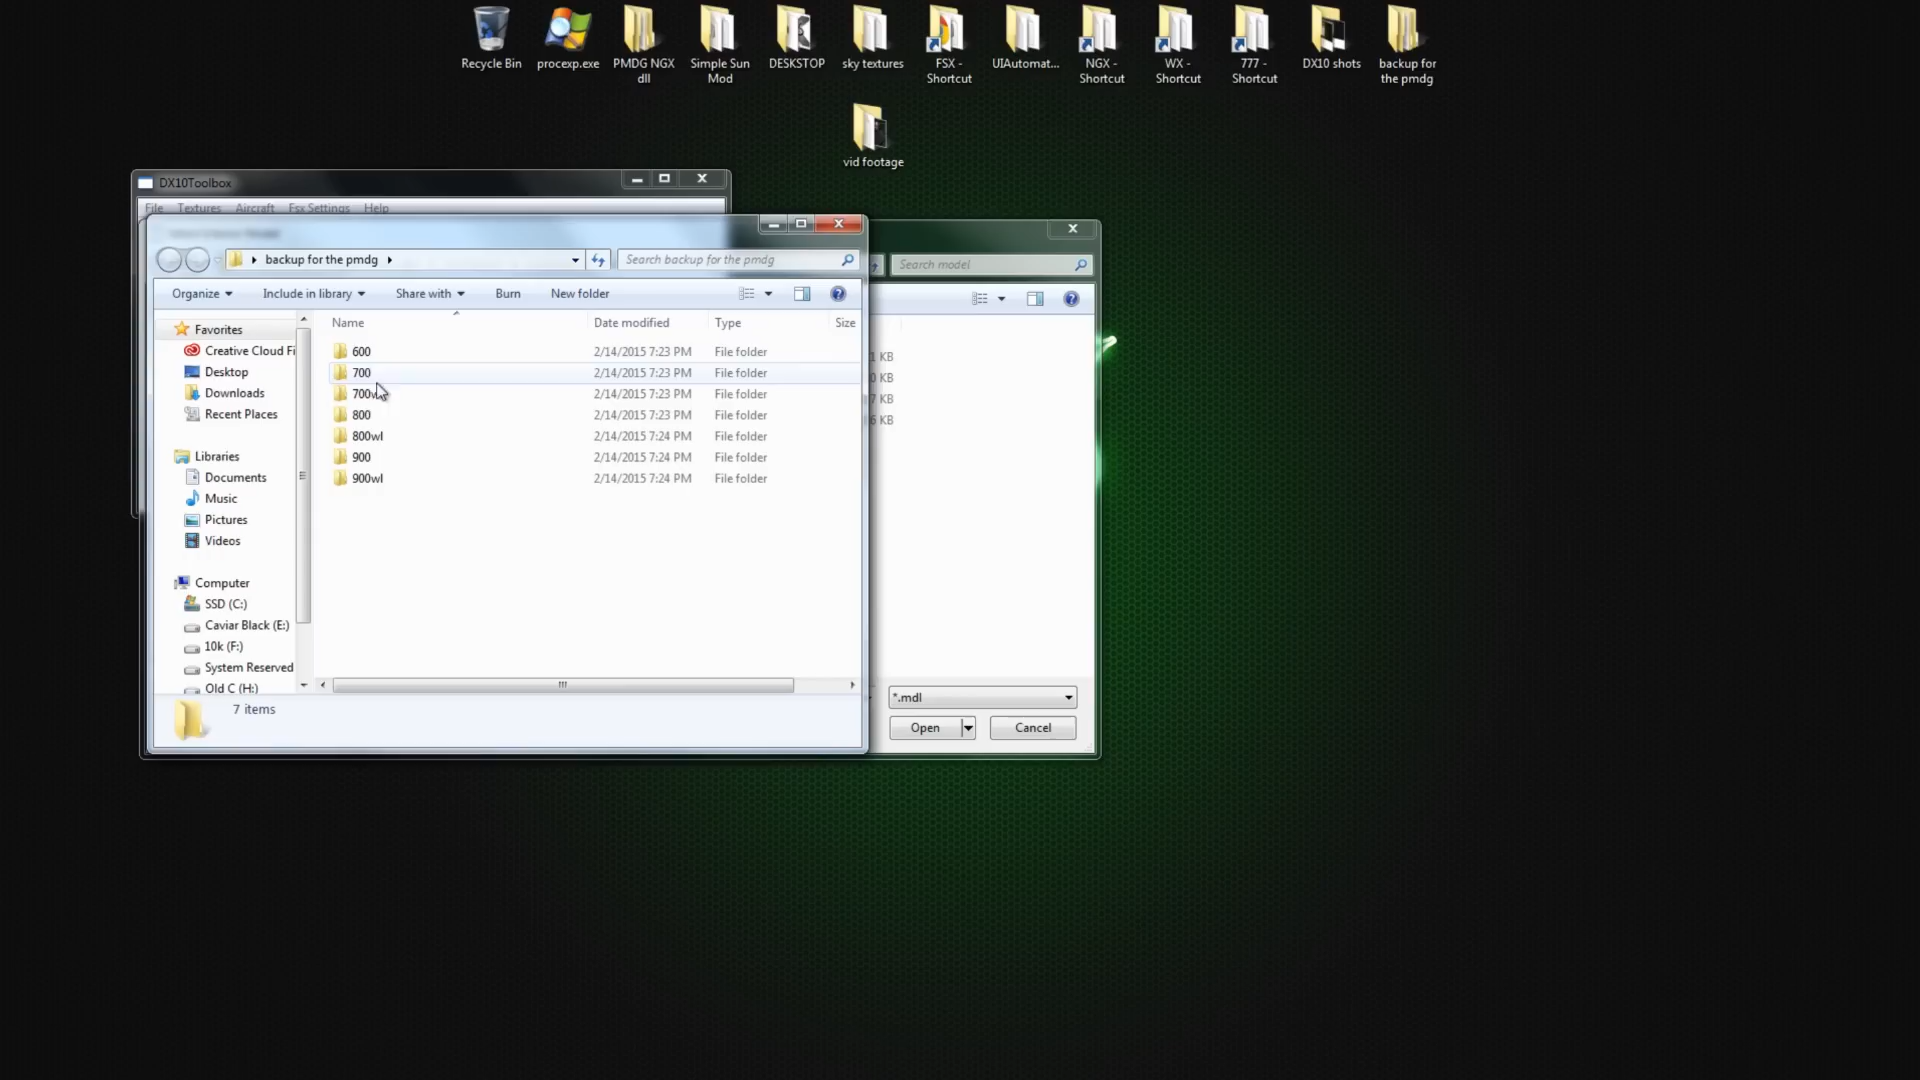 Recycle Bin
procexp.exe
PMDG NGX
dll
Simple Sun
Mod
DESKSTOP
sky textures
FSX -
Shortcut
UIAutomat...
NGX -
Shortcut
WX -
Shortcut
777 -
Shortcut
DX10 shots
backup for
the pmdg
vid footage
DX10Toolbox
File Textures Aircraft Fsx Settings Help
backup for the pmdg
Search backup for the pmdg
Search model
Organize Include in library Share with Burn New folder
Name Date modified Type Size
600 2/14/2015 7:23 PM File folder
700 2/14/2015 7:23 PM File folder
700w 2/14/2015 7:23 PM File folder
800 2/14/2015 7:23 PM File folder
800wl 2/14/2015 7:24 PM File folder
900 2/14/2015 7:24 PM File folder
900wl 2/14/2015 7:24 PM File folder
Favorites
Creative Cloud Fi
Desktop
Downloads
Recent Places
Libraries
Documents
Music
Pictures
Videos
Computer
SSD (C:)
Caviar Black (E:)
10k (F:)
System Reserved
Old C (H:)
7 items
1 KB
0 KB
7 KB
6 KB
*.mdl
Open
Cancel